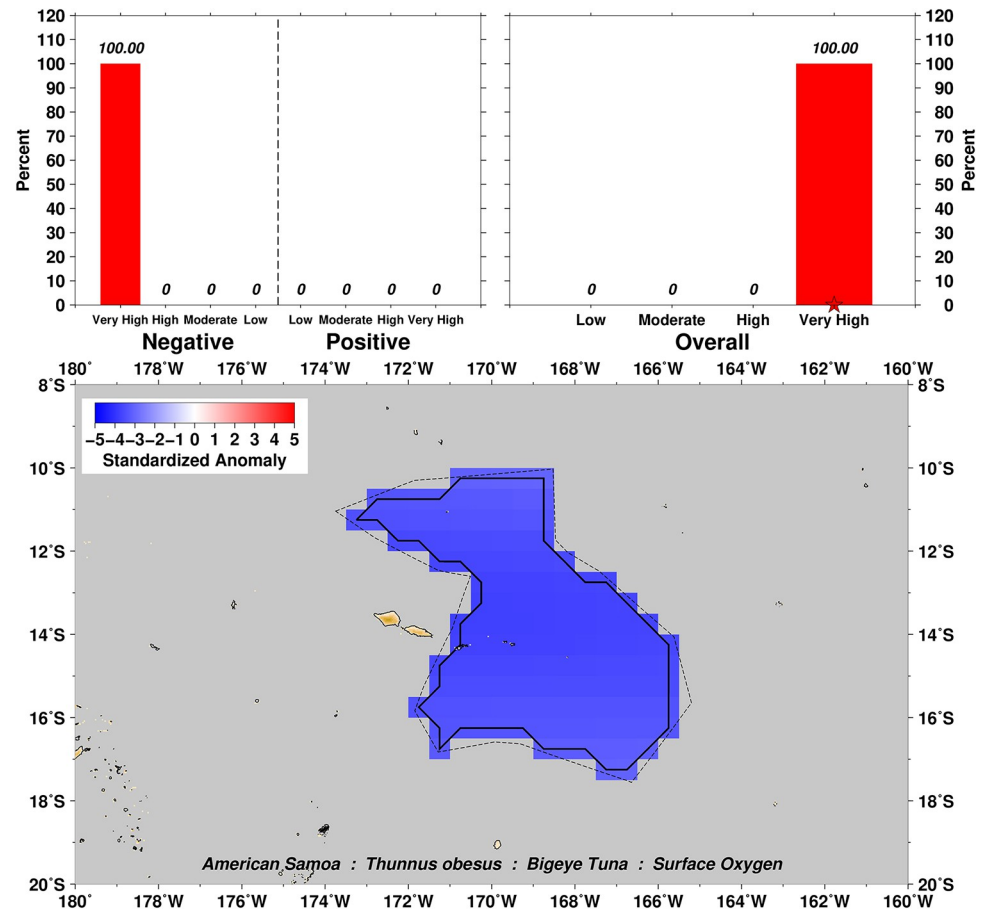 120 120
110 110
100 100
90 90
80 80
70 70
60 60
50 50
40 40
30 30
20 20
10 10
0 0
Percent
Percent
100.00 0 0 0 0 0 0 0
0 0 0 100.00
Very High High Moderate Low Low Moderate High Very High
Negative Positive
Low Moderate High Very High
Overall
180˚ 178˚W 176˚W 174˚W 172˚W 170˚W 168˚W 166˚W 164˚W 162˚W 160˚W
8˚S 8˚S
10˚S 10˚S
12˚S 12˚S
14˚S 14˚S
16˚S 16˚S
18˚S 18˚S
20˚S 20˚S
−5−4−3−2−1 0 1 2 3 4 5
Standardized Anomaly
American Samoa : Thunnus obesus : Bigeye Tuna : Surface Oxygen
180˚ 178˚W 176˚W 174˚W 172˚W 170˚W 168˚W 166˚W 164˚W 162˚W 160˚W